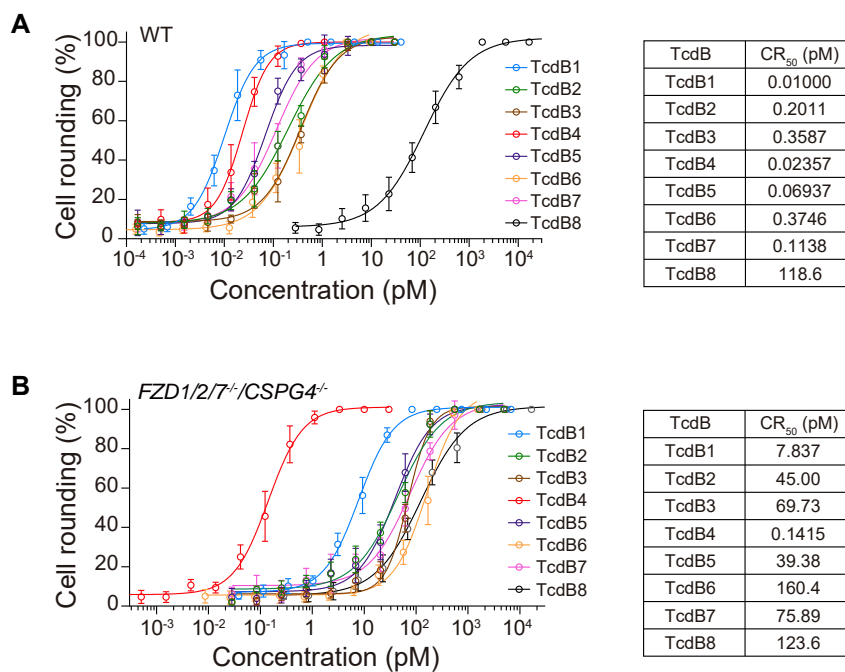 A
WT
Cell rounding (%)
100
80
60
40
20
0
10⁻⁴ 10⁻³ 10⁻² 10⁻¹ 1 10 10² 10³ 10⁴
Concentration (pM)
TcdB1
TcdB2
TcdB3
TcdB4
TcdB5
TcdB6
TcdB7
TcdB8
TcdB CR₅₀ (pM)
TcdB1 0.01000
TcdB2 0.2011
TcdB3 0.3587
TcdB4 0.02357
TcdB5 0.06937
TcdB6 0.3746
TcdB7 0.1138
TcdB8 118.6
B
FZD1/2/7⁻/⁻/CSPG4⁻/⁻
Cell rounding (%)
100
80
60
40
20
0
10⁻³ 10⁻² 10⁻¹ 1 10 10² 10³ 10⁴
Concentration (pM)
TcdB1
TcdB2
TcdB3
TcdB4
TcdB5
TcdB6
TcdB7
TcdB8
TcdB CR₅₀ (pM)
TcdB1 7.837
TcdB2 45.00
TcdB3 69.73
TcdB4 0.1415
TcdB5 39.38
TcdB6 160.4
TcdB7 75.89
TcdB8 123.6